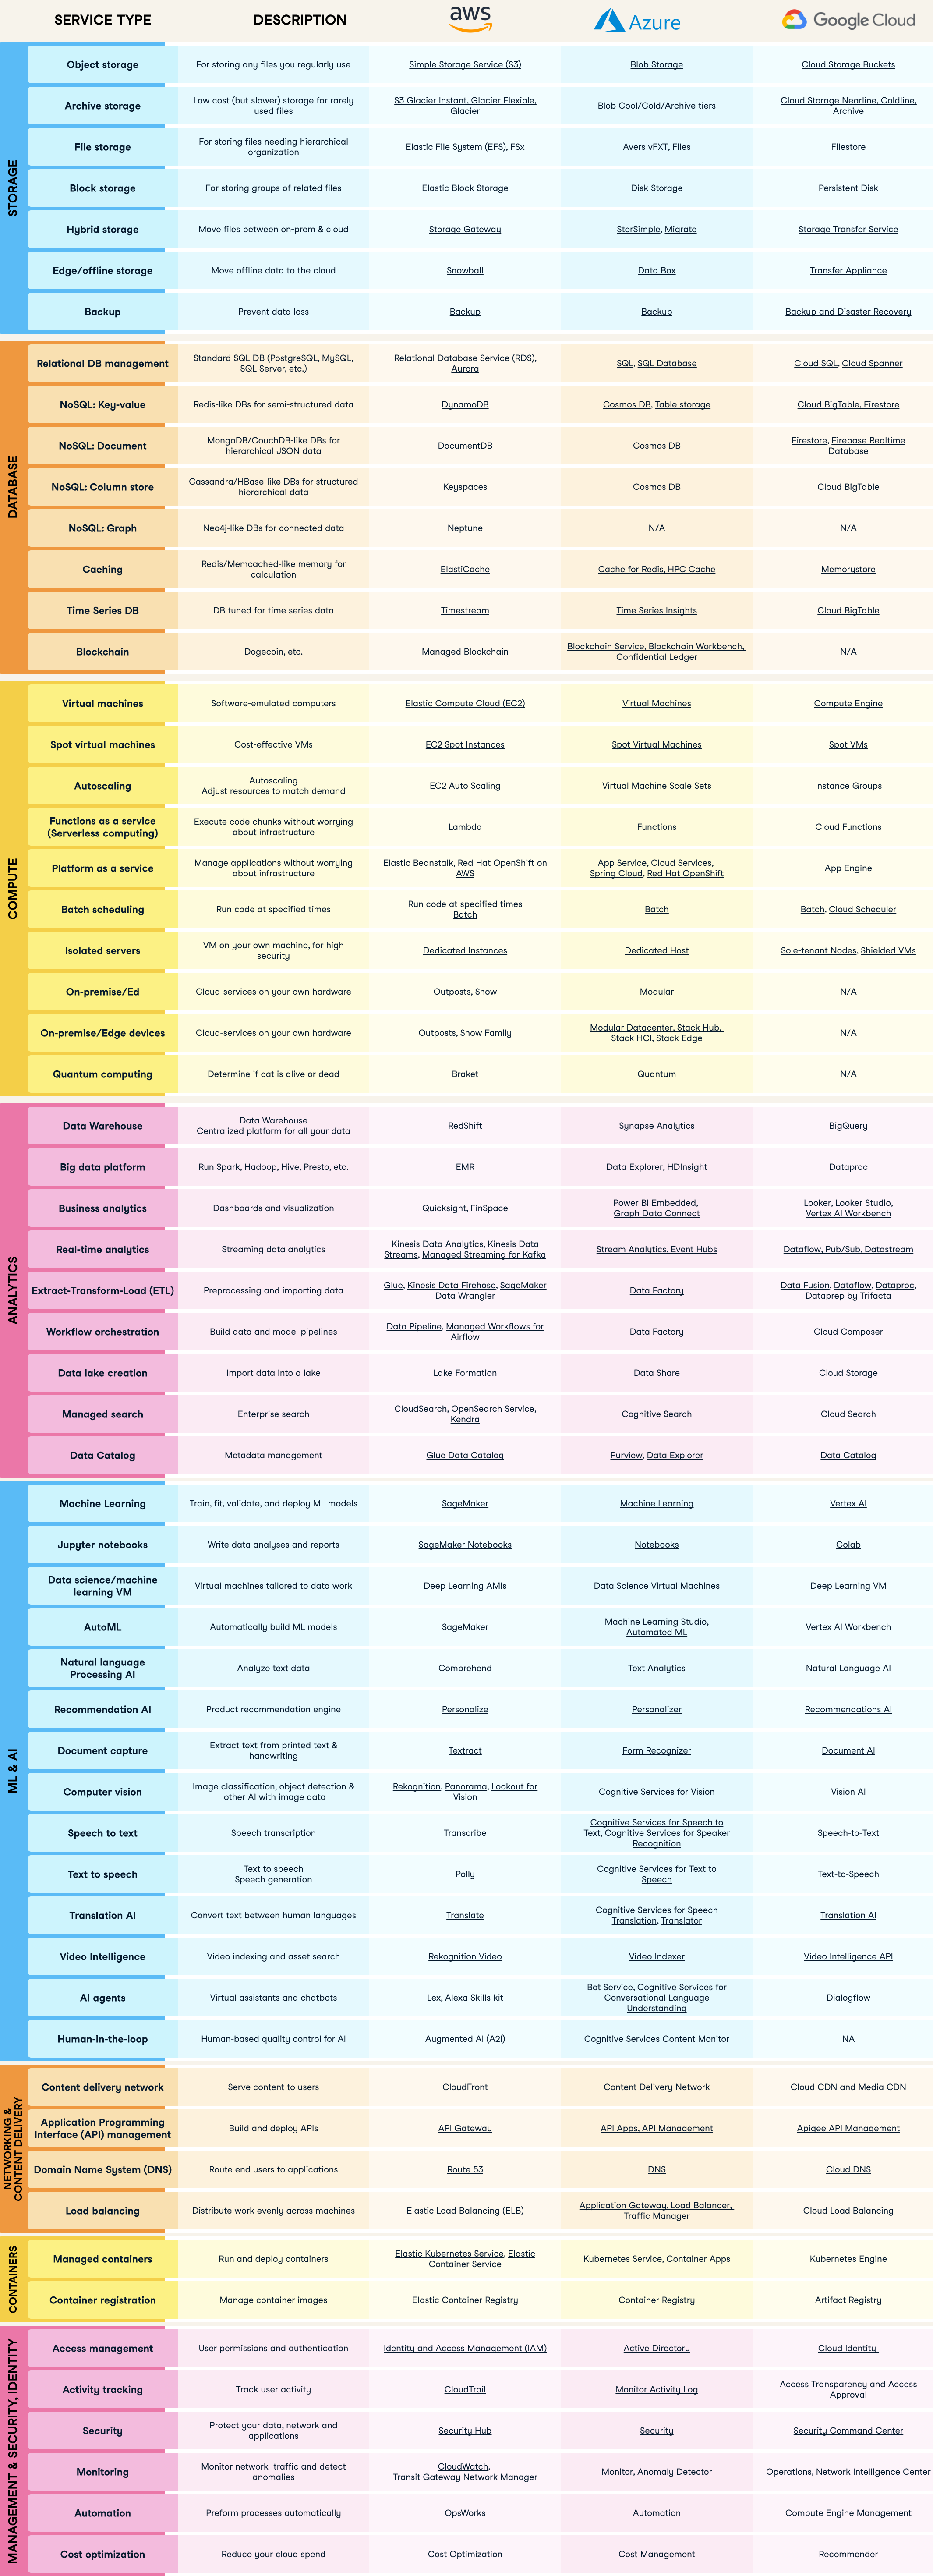 SERVICE TYPE DESCRIPTION aws Azure Google Cloud
STORAGE
Object storage For storing any files you regularly use Simple Storage Service (S3) Blob Storage Cloud Storage Buckets
Archive storage Low cost (but slower) storage for rarely used files S3 Glacier Instant, Glacier Flexible, Glacier Blob Cool/Cold/Archive tiers Cloud Storage Nearline, Coldline, Archive
File storage For storing files needing hierarchical organization Elastic File System (EFS), FSx Avers vFXT, Files Filestore
Block storage For storing groups of related files Elastic Block Storage Disk Storage Persistent Disk
Hybrid storage Move files between on-prem & cloud Storage Gateway StorSimple, Migrate Storage Transfer Service
Edge/offline storage Move offline data to the cloud Snowball Data Box Transfer Appliance
Backup Prevent data loss Backup Backup Backup and Disaster Recovery
DATABASE
Relational DB management Standard SQL DB (PostgreSQL, MySQL, SQL Server, etc.) Relational Database Service (RDS), Aurora SQL, SQL Database Cloud SQL, Cloud Spanner
NoSQL: Key-value Redis-like DBs for semi-structured data DynamoDB Cosmos DB, Table storage Cloud BigTable, Firestore
NoSQL: Document MongoDB/CouchDB-like DBs for hierarchical JSON data DocumentDB Cosmos DB Firestore, Firebase Realtime Database
NoSQL: Column store Cassandra/HBase-like DBs for structured hierarchical data Keyspaces Cosmos DB Cloud BigTable
NoSQL: Graph Neo4j-like DBs for connected data Neptune N/A N/A
Caching Redis/Memcached-like memory for calculation ElastiCache Cache for Redis, HPC Cache Memorystore
Time Series DB DB tuned for time series data Timestream Time Series Insights Cloud BigTable
Blockchain Dogecoin, etc. Managed Blockchain Blockchain Service, Blockchain Workbench, Confidential Ledger N/A
COMPUTE
Virtual machines Software-emulated computers Elastic Compute Cloud (EC2) Virtual Machines Compute Engine
Spot virtual machines Cost-effective VMs EC2 Spot Instances Spot Virtual Machines Spot VMs
Autoscaling Autoscaling Adjust resources to match demand EC2 Auto Scaling Virtual Machine Scale Sets Instance Groups
Functions as a service (Serverless computing) Execute code chunks without worrying about infrastructure Lambda Functions Cloud Functions
Platform as a service Manage applications without worrying about infrastructure Elastic Beanstalk, Red Hat OpenShift on AWS App Service, Cloud Services, Spring Cloud, Red Hat OpenShift App Engine
Batch scheduling Run code at specified times Run code at specified times Batch Batch Batch, Cloud Scheduler
Isolated servers VM on your own machine, for high security Dedicated Instances Dedicated Host Sole-tenant Nodes, Shielded VMs
On-premise/Ed Cloud-services on your own hardware Outposts, Snow Modular N/A
On-premise/Edge devices Cloud-services on your own hardware Outposts, Snow Family Modular Datacenter, Stack Hub, Stack HCI, Stack Edge N/A
Quantum computing Determine if cat is alive or dead Braket Quantum N/A
ANALYTICS
Data Warehouse Data Warehouse Centralized platform for all your data RedShift Synapse Analytics BigQuery
Big data platform Run Spark, Hadoop, Hive, Presto, etc. EMR Data Explorer, HDInsight Dataproc
Business analytics Dashboards and visualization Quicksight, FinSpace Power BI Embedded, Graph Data Connect Looker, Looker Studio, Vertex AI Workbench
Real-time analytics Streaming data analytics Kinesis Data Analytics, Kinesis Data Streams, Managed Streaming for Kafka Stream Analytics, Event Hubs Dataflow, Pub/Sub, Datastream
Extract-Transform-Load (ETL) Preprocessing and importing data Glue, Kinesis Data Firehose, SageMaker Data Wrangler Data Factory Data Fusion, Dataflow, Dataproc, Dataprep by Trifacta
Workflow orchestration Build data and model pipelines Data Pipeline, Managed Workflows for Airflow Data Factory Cloud Composer
Data lake creation Import data into a lake Lake Formation Data Share Cloud Storage
Managed search Enterprise search CloudSearch, OpenSearch Service, Kendra Cognitive Search Cloud Search
Data Catalog Metadata management Glue Data Catalog Purview, Data Explorer Data Catalog
ML & AI
Machine Learning Train, fit, validate, and deploy ML models SageMaker Machine Learning Vertex AI
Jupyter notebooks Write data analyses and reports SageMaker Notebooks Notebooks Colab
Data science/machine learning VM Virtual machines tailored to data work Deep Learning AMIs Data Science Virtual Machines Deep Learning VM
AutoML Automatically build ML models SageMaker Machine Learning Studio, Automated ML Vertex AI Workbench
Natural language Processing AI Analyze text data Comprehend Text Analytics Natural Language AI
Recommendation AI Product recommendation engine Personalize Personalizer Recommendations AI
Document capture Extract text from printed text & handwriting Textract Form Recognizer Document AI
Computer vision Image classification, object detection & other AI with image data Rekognition, Panorama, Lookout for Vision Cognitive Services for Vision Vision AI
Speech to text Speech transcription Transcribe Cognitive Services for Speech to Text, Cognitive Services for Speaker Recognition Speech-to-Text
Text to speech Text to speech Speech generation Polly Cognitive Services for Text to Speech Text-to-Speech
Translation AI Convert text between human languages Translate Cognitive Services for Speech Translation, Translator Translation AI
Video Intelligence Video indexing and asset search Rekognition Video Video Indexer Video Intelligence API
AI agents Virtual assistants and chatbots Lex, Alexa Skills kit Bot Service, Cognitive Services for Conversational Language Understanding Dialogflow
Human-in-the-loop Human-based quality control for AI Augmented AI (A2I) Cognitive Services Content Monitor NA
NETWORKING & CONTENT DELIVERY
Content delivery network Serve content to users CloudFront Content Delivery Network Cloud CDN and Media CDN
Application Programming Interface (API) management Build and deploy APIs API Gateway API Apps, API Management Apigee API Management
Domain Name System (DNS) Route end users to applications Route 53 DNS Cloud DNS
Load balancing Distribute work evenly across machines Elastic Load Balancing (ELB) Application Gateway, Load Balancer, Traffic Manager Cloud Load Balancing
CONTAINERS
Managed containers Run and deploy containers Elastic Kubernetes Service, Elastic Container Service Kubernetes Service, Container Apps Kubernetes Engine
Container registration Manage container images Elastic Container Registry Container Registry Artifact Registry
MANAGEMENT & SECURITY, IDENTITY
Access management User permissions and authentication Identity and Access Management (IAM) Active Directory Cloud Identity
Activity tracking Track user activity CloudTrail Monitor Activity Log Access Transparency and Access Approval
Security Protect your data, network and applications Security Hub Security Security Command Center
Monitoring Monitor network traffic and detect anomalies CloudWatch, Transit Gateway Network Manager Monitor, Anomaly Detector Operations, Network Intelligence Center
Automation Preform processes automatically OpsWorks Automation Compute Engine Management
Cost optimization Reduce your cloud spend Cost Optimization Cost Management Recommender